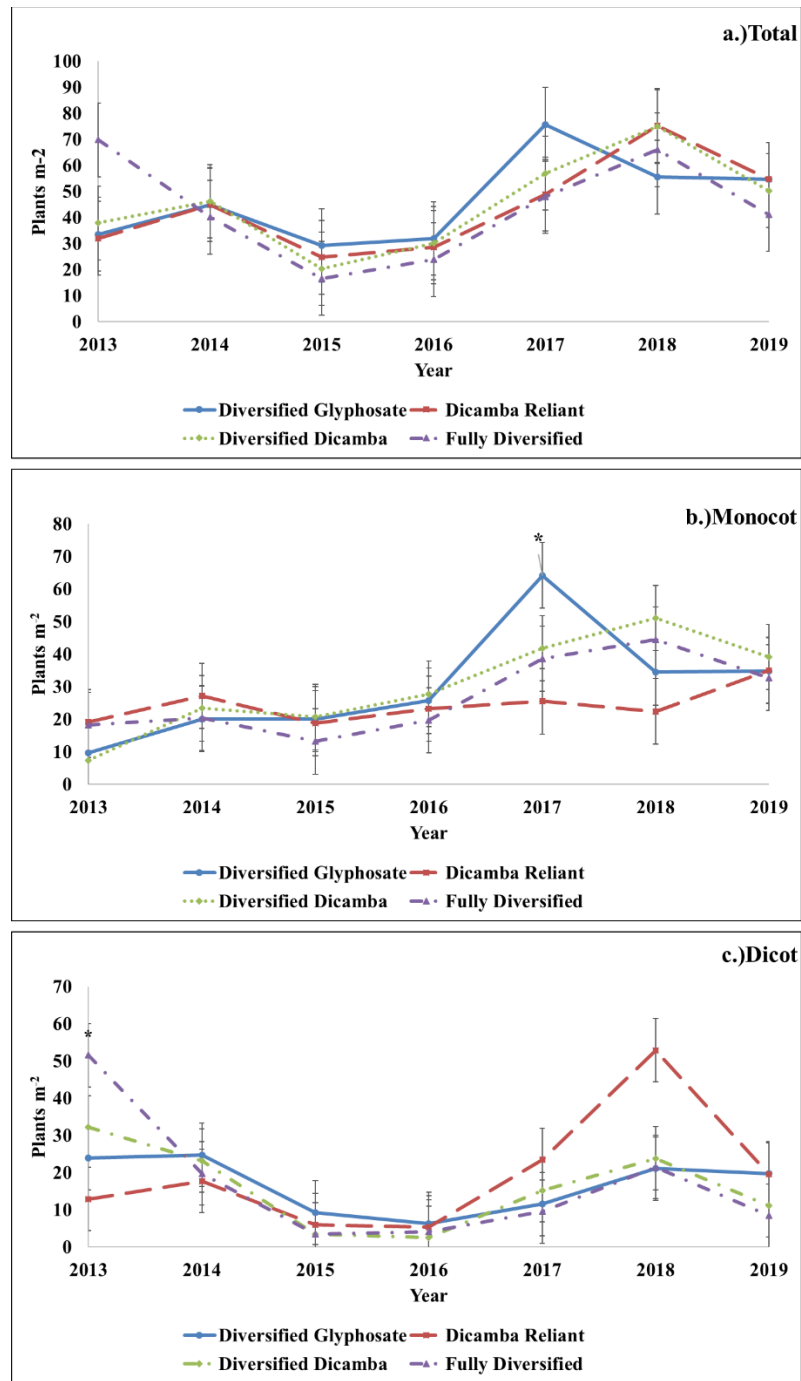 a.)Total
100
90
80
70
60
50
40
30
20
10
0
Plants m-2
2013 2014 2015 2016 2017 2018 2019
Year
Diversified Glyphosate Dicamba Reliant
Diversified Dicamba Fully Diversified
b.)Monocot
80
70
60
50
40
30
20
10
0
Plants m⁻²
*
2013 2014 2015 2016 2017 2018 2019
Year
Diversified Glyphosate Dicamba Reliant
Diversified Dicamba Fully Diversified
c.)Dicot
70
60
50
40
30
20
10
0
Plants m⁻²
*
2013 2014 2015 2016 2017 2018 2019
Year
Diversified Glyphosate Dicamba Reliant
Diversified Dicamba Fully Diversified